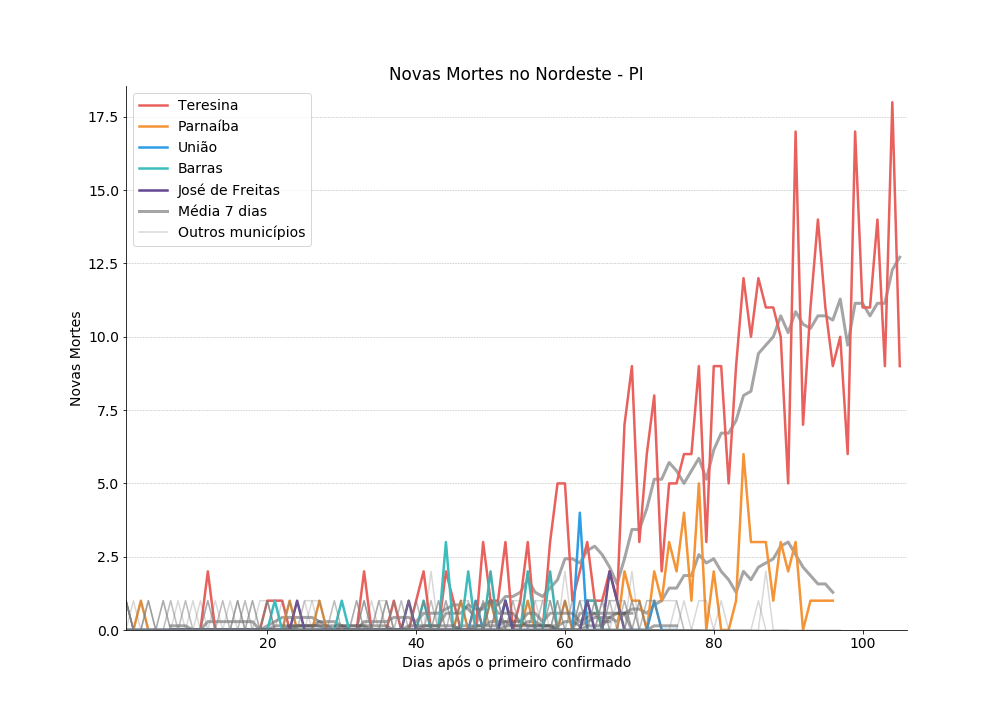 Novas Mortes no Nordeste - PI
Teresina
Parnaíba
União
Barras
José de Freitas
Média 7 dias
Outros municípios
17.5
15.0
12.5
10.0
7.5
5.0
2.5
0.0
Novas Mortes
20
40
60
80
100
Dias após o primeiro confirmado